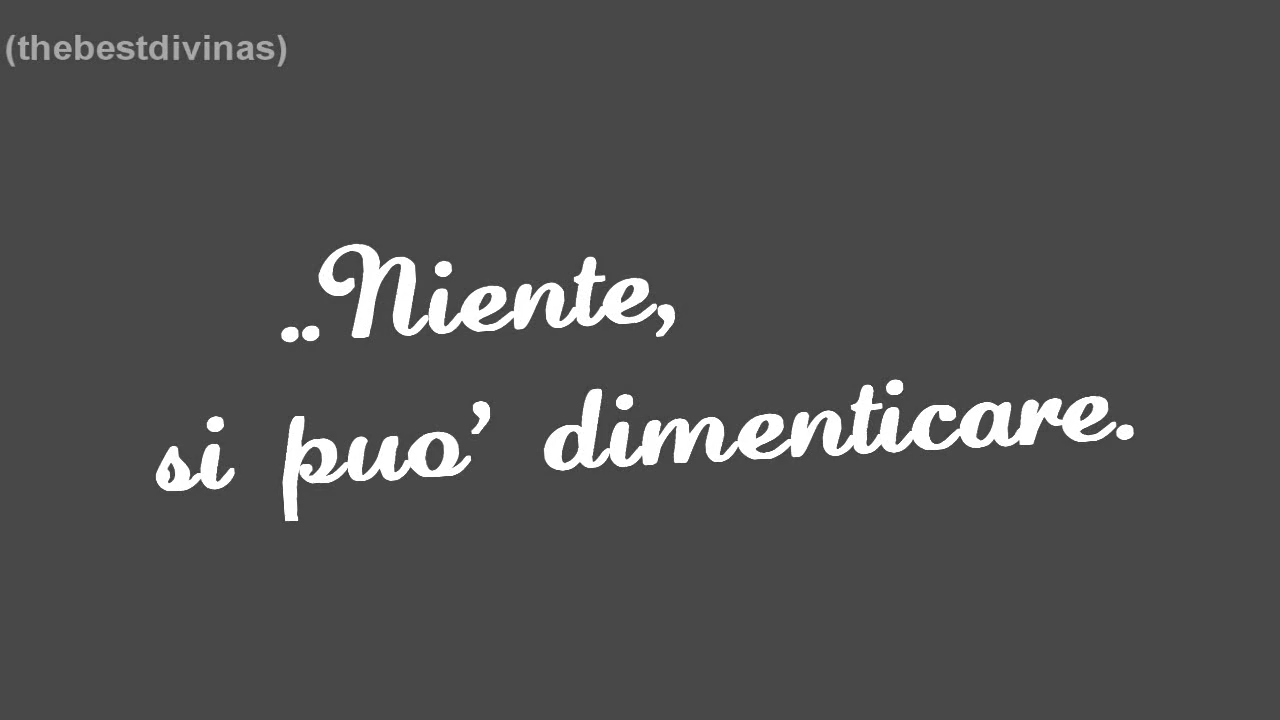 (thebestdivinas)
..Niente,
si puo’ dimenticare.